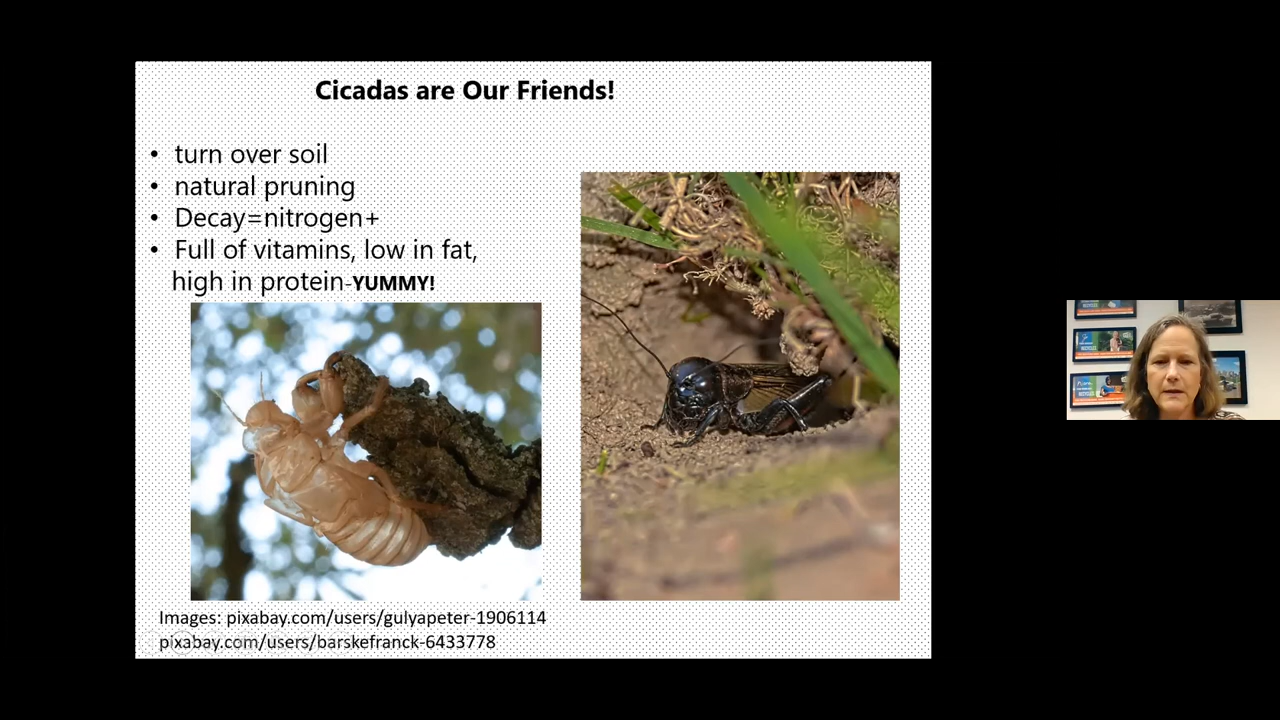 Cicadas are Our Friends!
• turn over soil
• natural pruning
• Decay=nitrogen+
• Full of vitamins, low in fat,
high in protein-YUMMY!
Images: pixabay.com/users/gulyapeter-1906114
pixabay.com/users/barskefranck-6433778